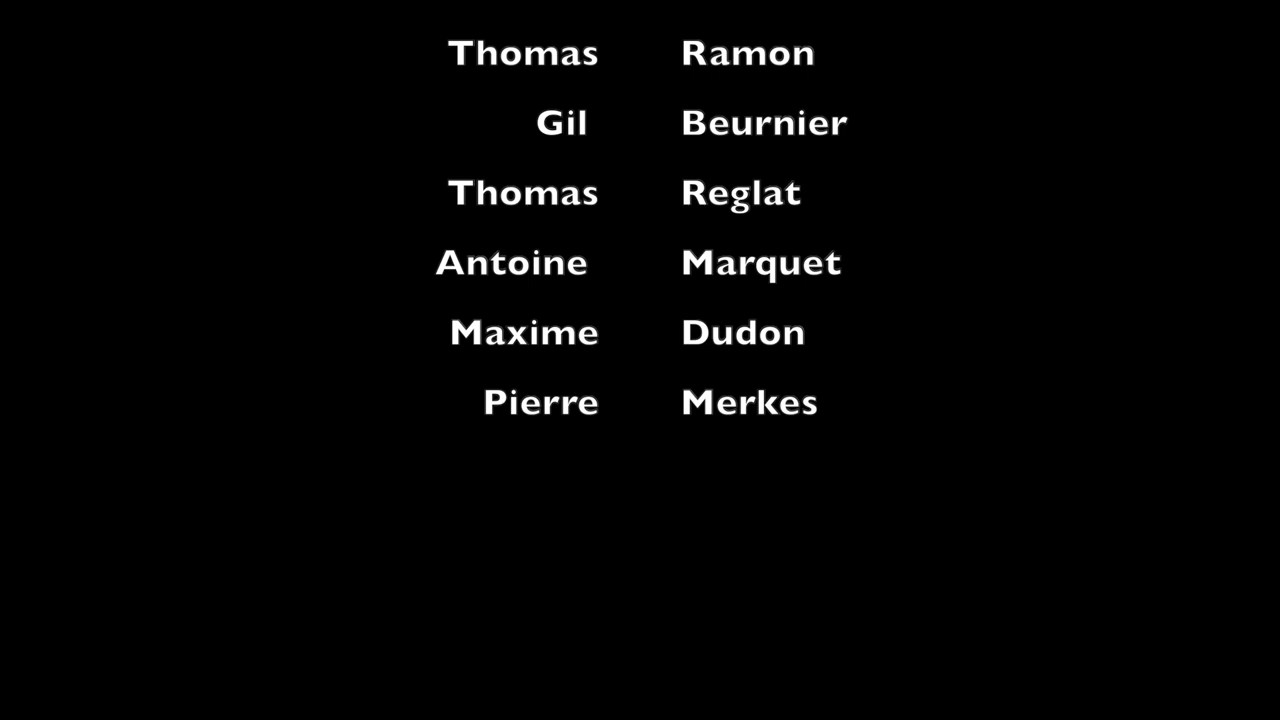 Thomas Ramon
Gil Beurnier
Thomas Reglat
Antoine Marquet
Maxime Dudon
Pierre Merkes